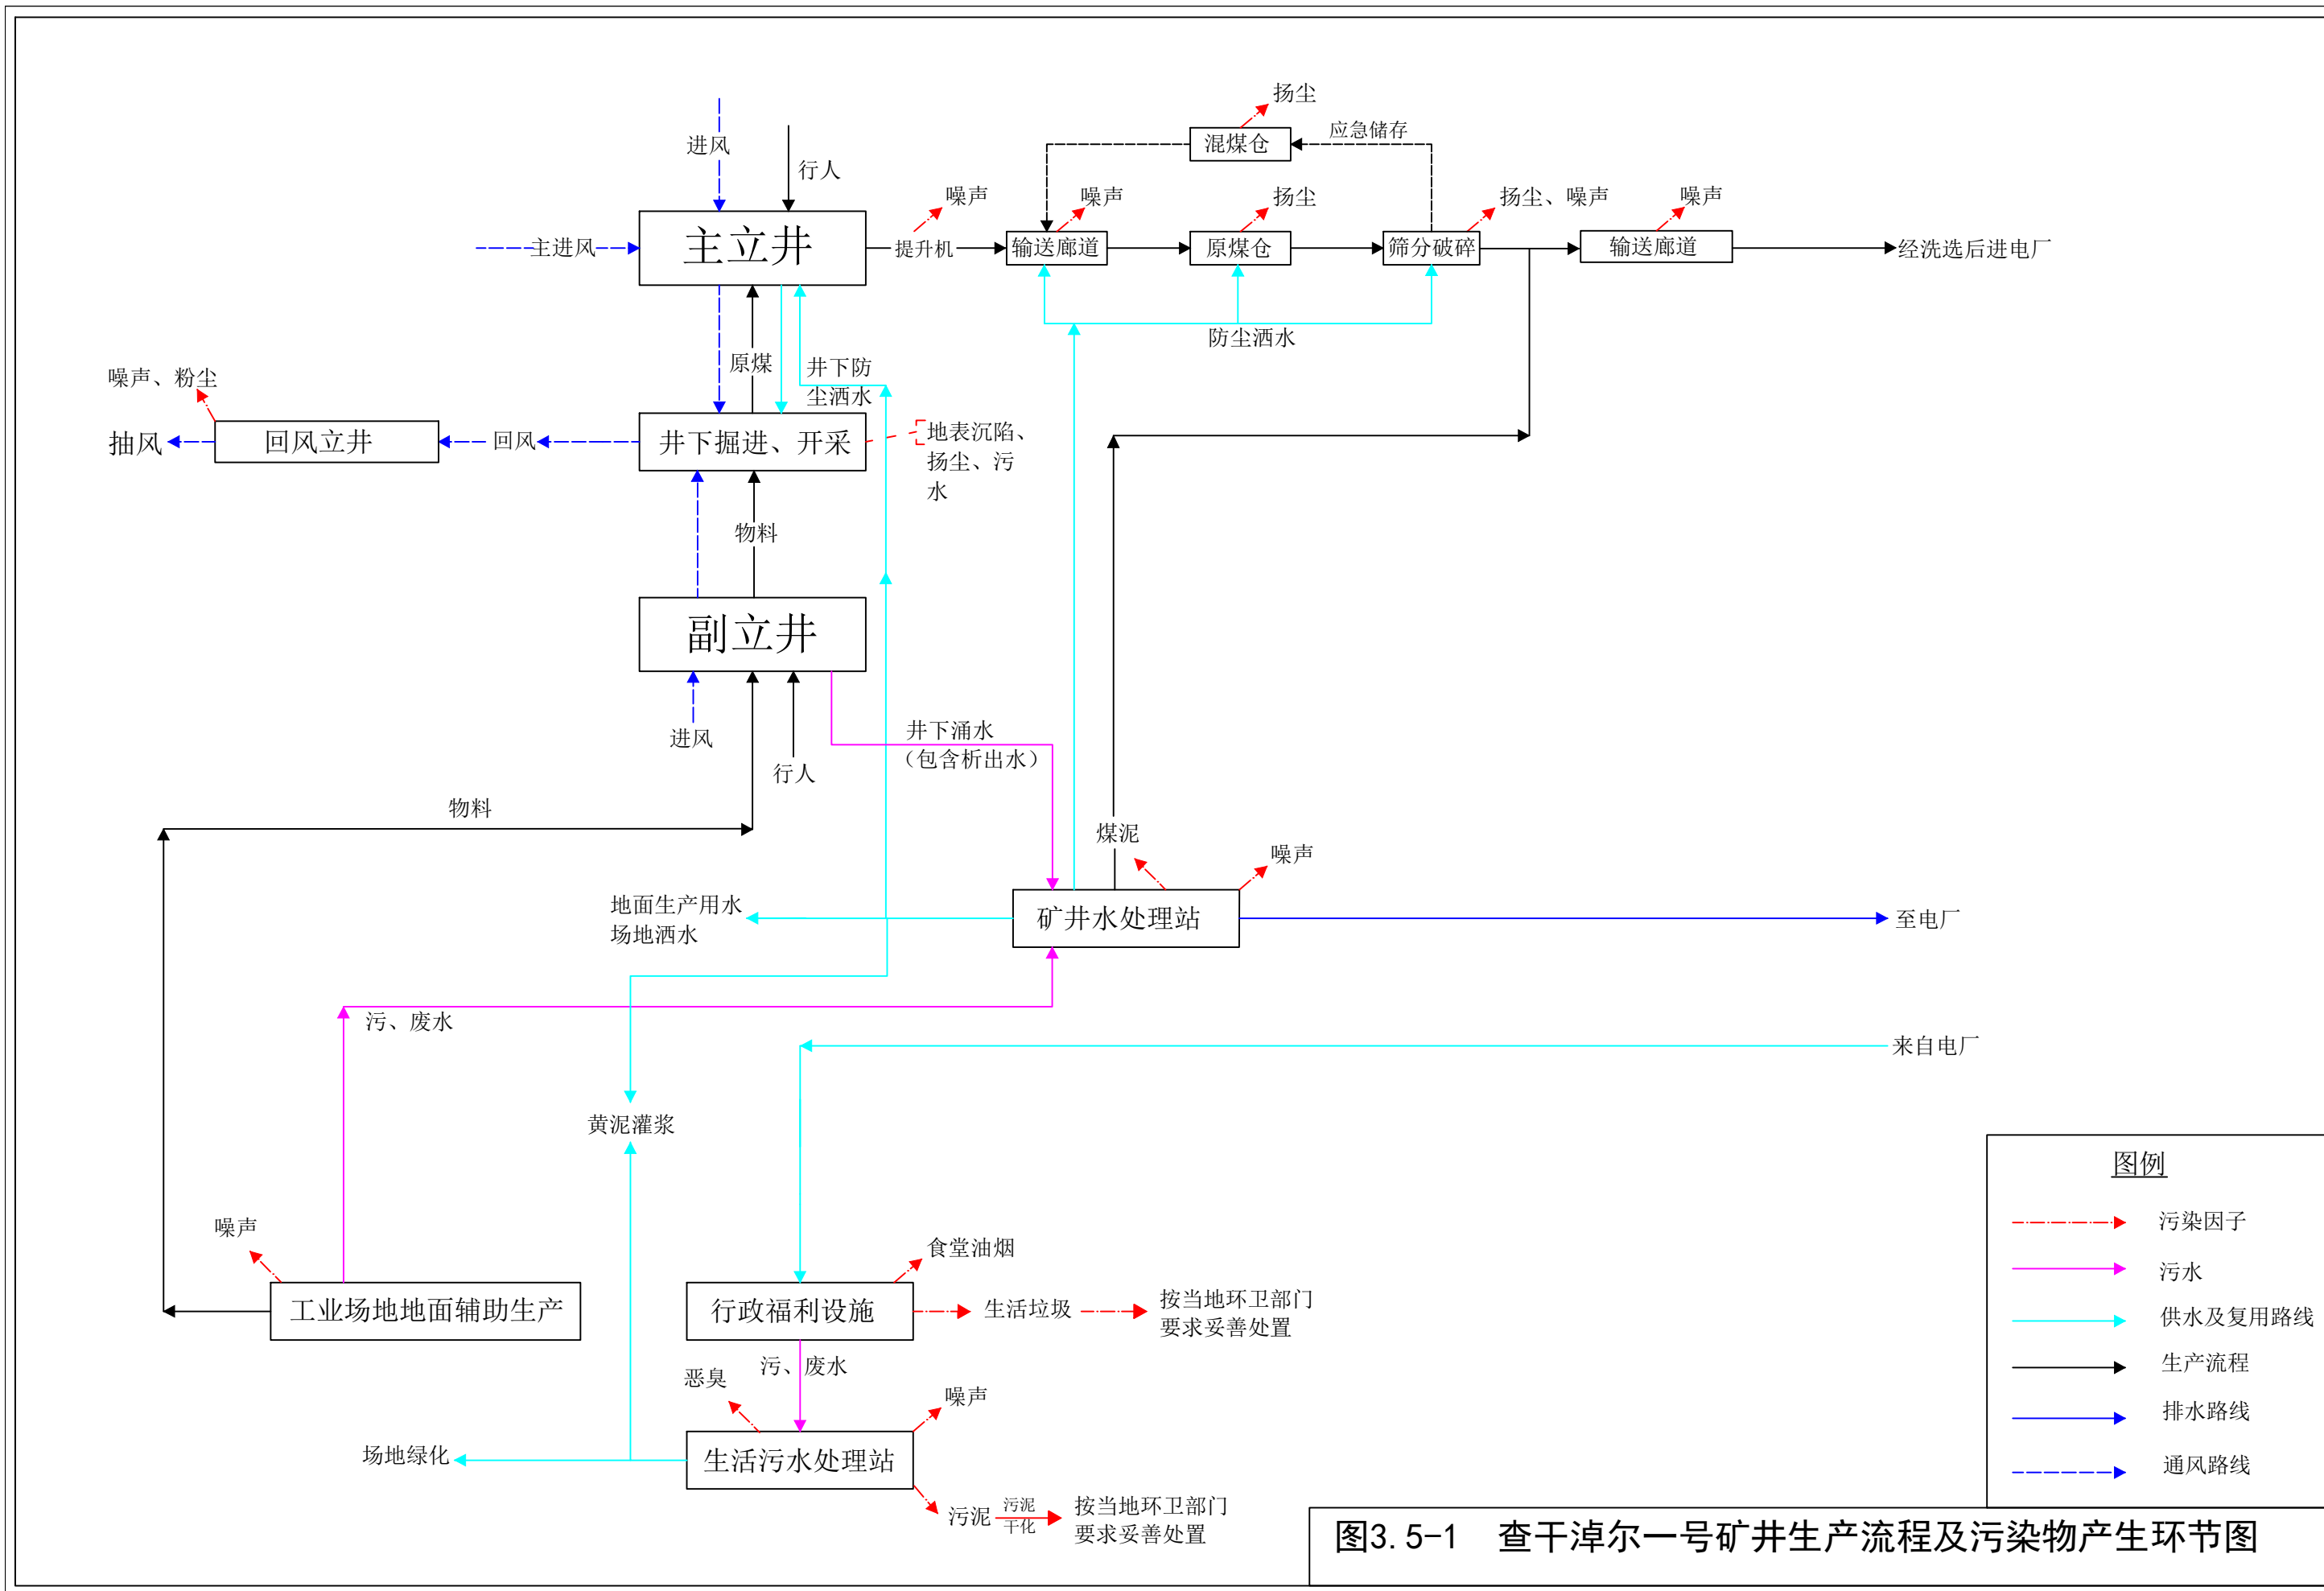 扬尘
进风
混煤仓
应急储存
行人
噪声
噪声
扬尘
扬尘、噪声
噪声
主进风
主立井
提升机
输送廊道
原煤仓
筛分破碎
输送廊道
经洗选后进电厂
防尘洒水
原煤
井下防
尘洒水
噪声、粉尘
抽风
回风立井
回风
井下掘进、开采
地表沉陷、
扬尘、污
水
物料
副立井
进风
行人
井下涌水
（包含析出水）
物料
煤泥
噪声
地面生产用水
场地洒水
矿井水处理站
至电厂
污、废水
来自电厂
黄泥灌浆
噪声
工业场地地面辅助生产
食堂油烟
行政福利设施
生活垃圾
按当地环卫部门
要求妥善处置
污、废水
恶臭
噪声
场地绿化
生活污水处理站
污泥
污泥
干化
按当地环卫部门
要求妥善处置
图例
污染因子
污水
供水及复用路线
生产流程
排水路线
通风路线
图3.5-1 查干淖尔一号矿井生产流程及污染物产生环节图